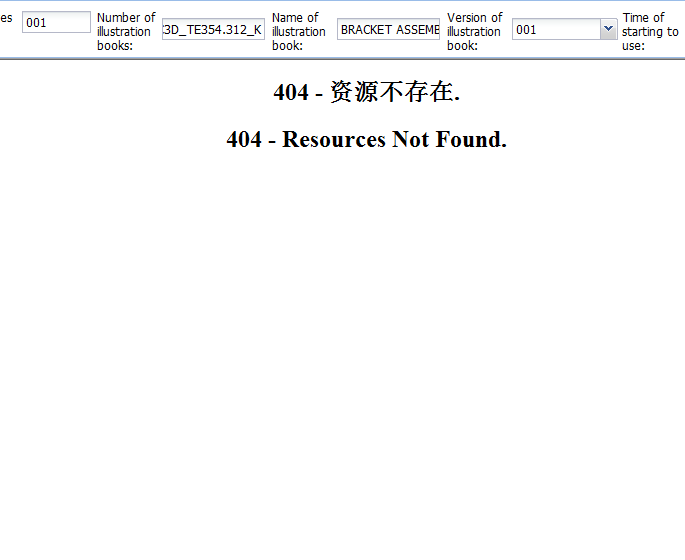 es
001
Number of
illustration
books:
3D_TE354.312_K
Name of
illustration
book:
BRACKET ASSEME
Version of
illustration
book:
001
Time of
starting to
use:
404 - 资源不存在.
404 - Resources Not Found.